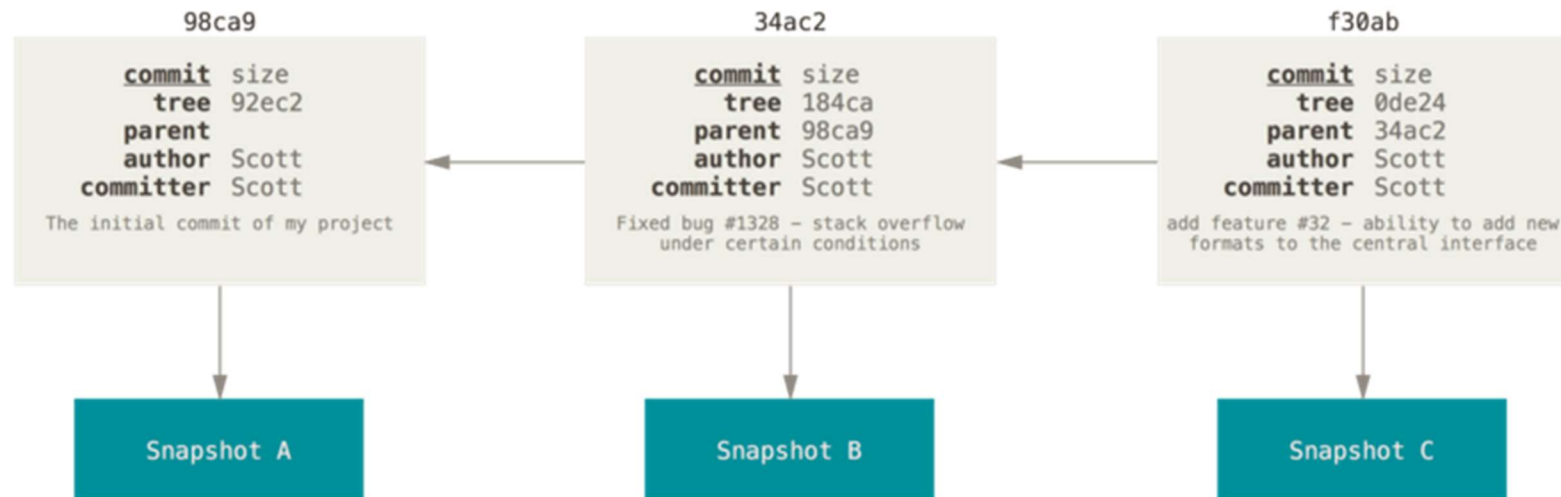 98ca9
commit size
tree 92ec2
parent
author Scott
committer Scott
The initial commit of my project
Snapshot A
34ac2
commit size
tree 184ca
parent 98ca9
author Scott
committer Scott
Fixed bug #1328 – stack overflow
under certain conditions
Snapshot B
f30ab
commit size
tree 0de24
parent 34ac2
author Scott
committer Scott
add feature #32 – ability to add new
formats to the central interface
Snapshot C